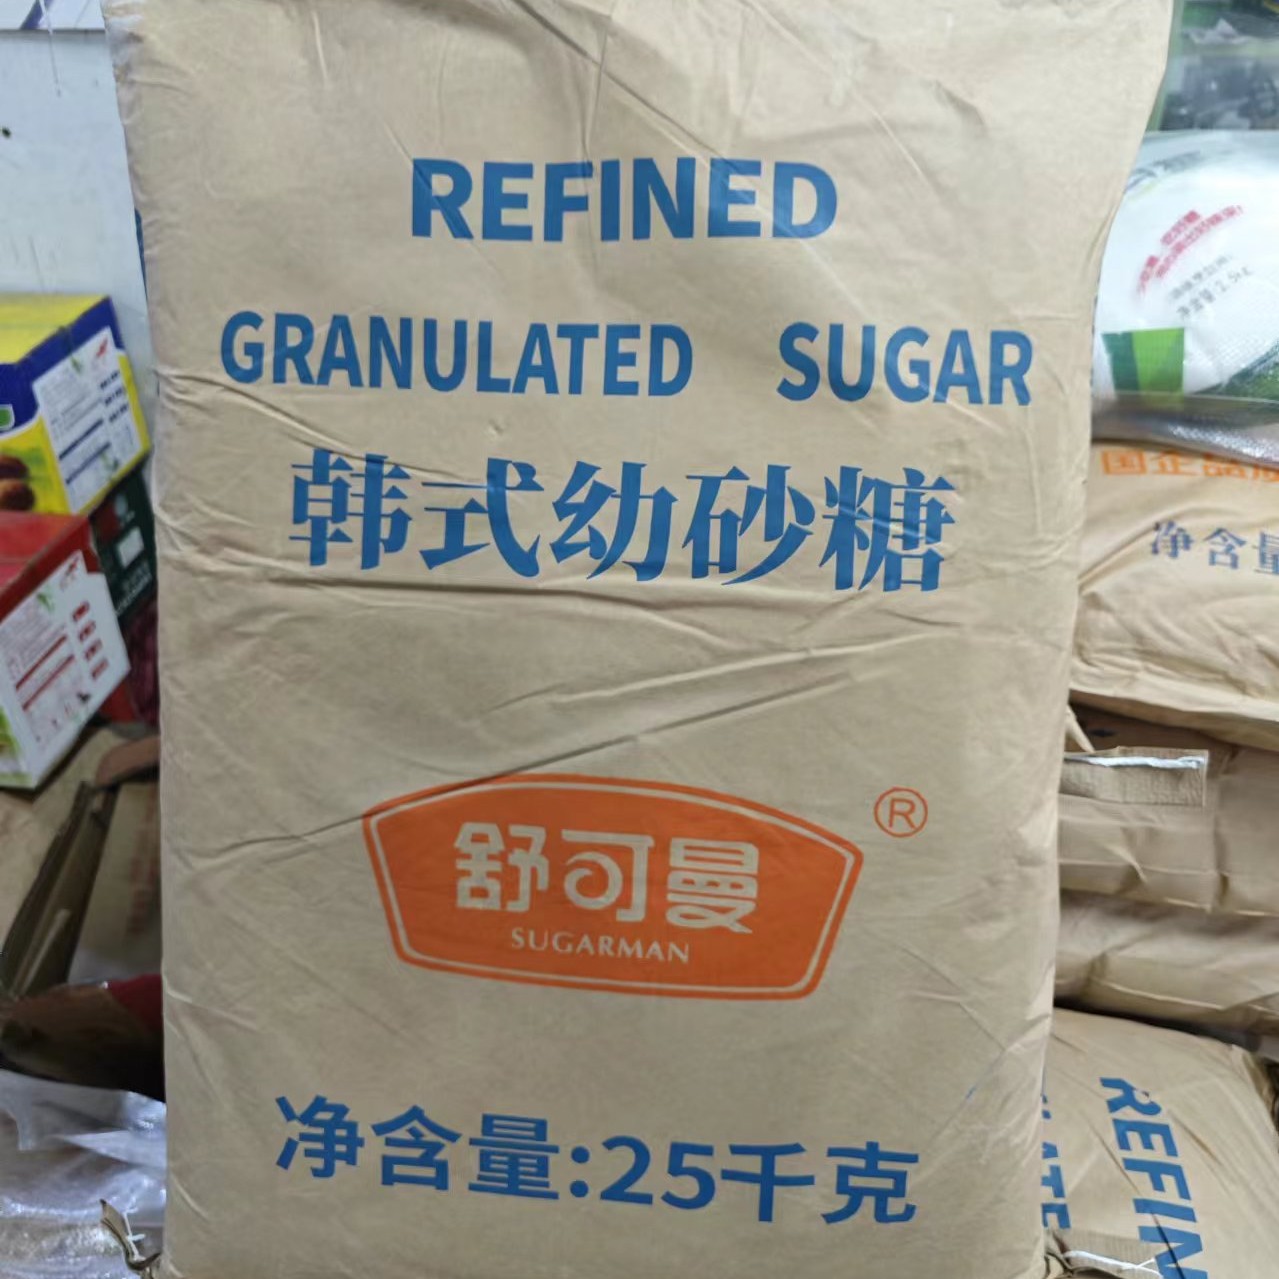 REFINED
GRANULATED SUGAR
韩式幼砂糖
舒可曼
®
SUGARMAN
净含量:25千克
净含量
REFIN